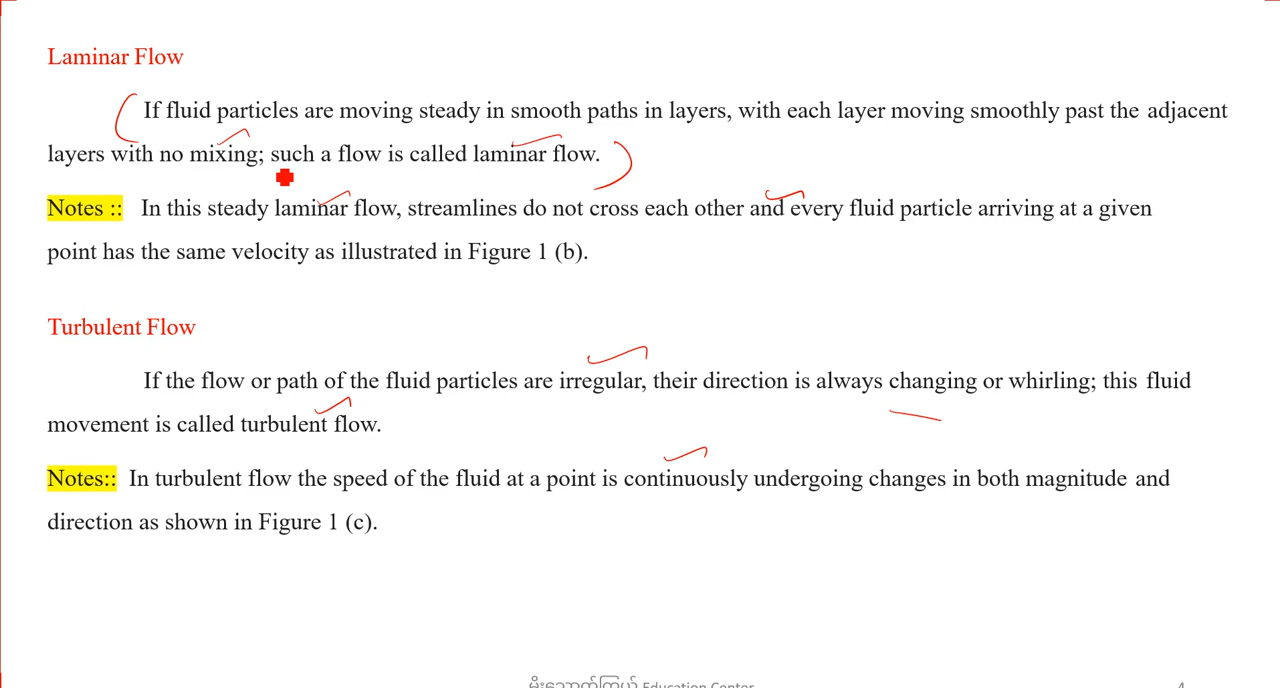 Laminar Flow
If fluid particles are moving steady in smooth paths in layers, with each layer moving smoothly past the adjacent
layers with no mixing; such a flow is called laminar flow.
Notes :: In this steady laminar flow, streamlines do not cross each other and every fluid particle arriving at a given
point has the same velocity as illustrated in Figure 1 (b).
Turbulent Flow
If the flow or path of the fluid particles are irregular, their direction is always changing or whirling; this fluid
movement is called turbulent flow.
Notes:: In turbulent flow the speed of the fluid at a point is continuously undergoing changes in both magnitude and
direction as shown in Figure 1 (c).
Education Center 4